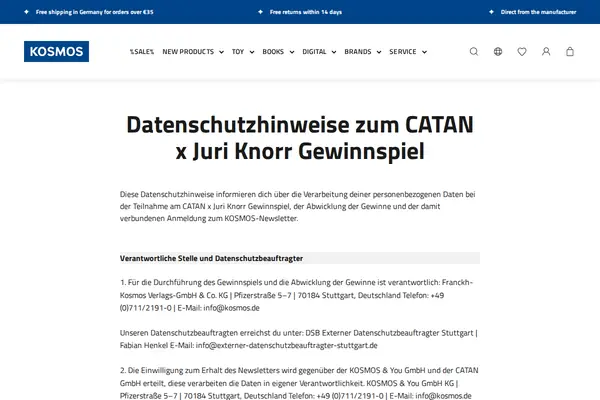 ✦ Free shipping in Germany for orders over €35 ✦ Free returns within 14 days ✦ Direct from the manufacturer
KOSMOS %SALE% NEW PRODUCTS TOY BOOKS DIGITAL BRANDS SERVICE
Datenschutzhinweise zum CATAN
x Juri Knorr Gewinnspiel
Diese Datenschutzhinweise informieren dich über die Verarbeitung deiner personenbezogenen Daten bei
der Teilnahme am CATAN x Juri Knorr Gewinnspiel, der Abwicklung der Gewinne und der damit
verbundenen Anmeldung zum KOSMOS-Newsletter.
Verantwortliche Stelle und Datenschutzbeauftragter
1. Für die Durchführung des Gewinnspiels und die Abwicklung der Gewinne ist verantwortlich: Franckh-
Kosmos Verlags-GmbH & Co. KG | Pfizerstraße 5–7 | 70184 Stuttgart, Deutschland Telefon: +49
(0)711/2191-0 | E-Mail: info@kosmos.de
Unseren Datenschutzbeauftragten erreichst du unter: DSB Externer Datenschutzbeauftragter Stuttgart |
Fabian Henkel E-Mail: info@externer-datenschutzbeauftragter-stuttgart.de
2. Die Einwilligung zum Erhalt des Newsletters wird gegenüber der KOSMOS & You GmbH und der CATAN
GmbH erteilt, diese verarbeiten die Daten in eigener Verantwortlichkeit. KOSMOS & You GmbH KG |
Pfizerstraße 5–7 | 70184 Stuttgart, Deutschland Telefon: +49 (0)711/2191-0 | E-Mail: info@kosmos.de